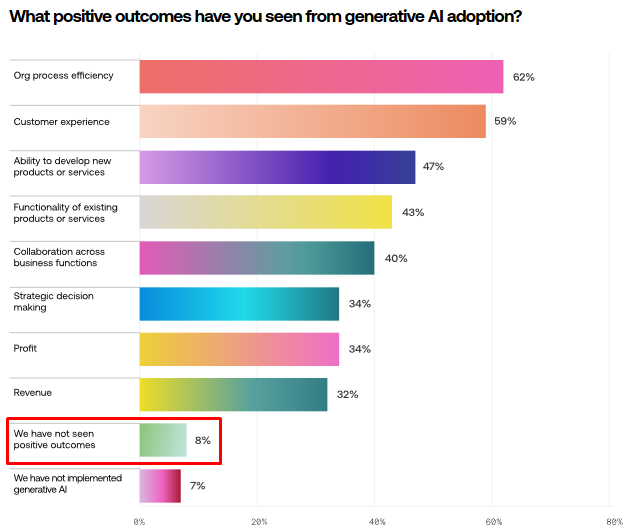 What positive outcomes have you seen from generative AI adoption?
Org process efficiency
62%
Customer experience
59%
Ability to develop new
products or services
47%
Functionality of existing
products or services
43%
Collaboration across
business functions
40%
Strategic decision
making
34%
Profit
34%
Revenue
32%
We have not seen
positive outcomes
8%
We have not implemented
generative AI
7%
0% 20% 40% 60% 80%